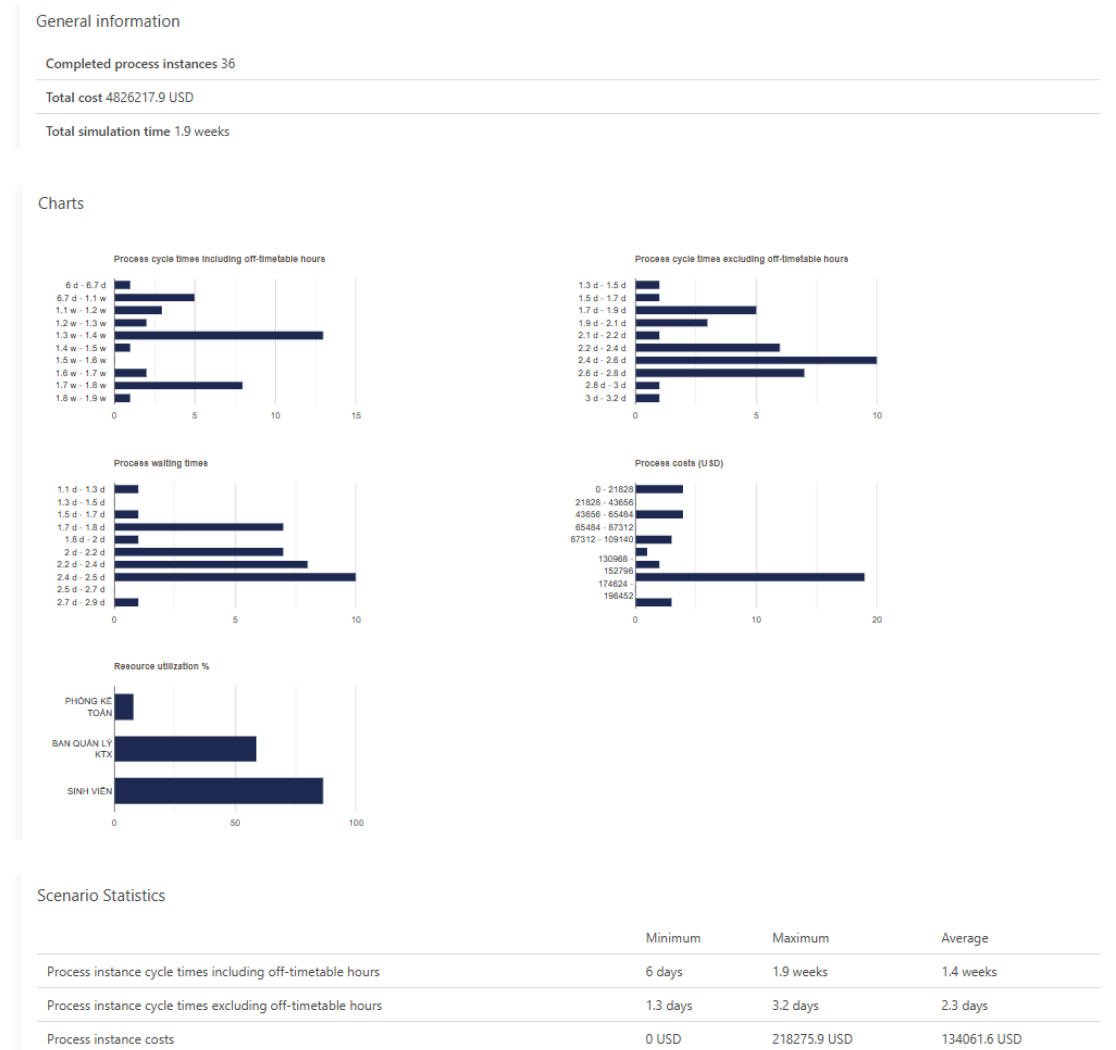 General information
Completed process instances 36
Total cost 4826217.9 USD
Total simulation time 1.9 weeks
Charts
Process cycle times including off-timetable hours
6 d - 6.7 d
6.7 d - 1.1 w
1.1 w - 1.2 w
1.2 w - 1.3 w
1.3 w - 1.4 w
1.4 w - 1.5 w
1.5 w - 1.6 w
1.6 w - 1.7 w
1.7 w - 1.8 w
1.8 w - 1.9 w
0 5 10 15
Process cycle times excluding off-timetable hours
1.3 d - 1.5 d
1.5 d - 1.7 d
1.7 d - 1.9 d
1.9 d - 2.1 d
2.1 d - 2.2 d
2.2 d - 2.4 d
2.4 d - 2.6 d
2.6 d - 2.8 d
2.8 d - 3 d
3 d - 3.2 d
0 5 10
Process waiting times
1.1 d - 1.3 d
1.3 d - 1.5 d
1.5 d - 1.7 d
1.7 d - 1.8 d
1.8 d - 2 d
2 d - 2.2 d
2.2 d - 2.4 d
2.4 d - 2.5 d
2.5 d - 2.7 d
2.7 d - 2.9 d
0 5 10
Process costs (USD)
0 - 21828
21828 - 43656
43656 - 65484
65484 - 87312
87312 - 109140
130968 -
152796
174624 -
196452
0 10 20
Resource utilization %
PHÒNG KẾ
TOÁN
BAN QUẢN LÝ
KTX
SINH VIÊN
0 50 100
Scenario Statistics
Minimum Maximum Average
Process instance cycle times including off-timetable hours 6 days 1.9 weeks 1.4 weeks
Process instance cycle times excluding off-timetable hours 1.3 days 3.2 days 2.3 days
Process instance costs 0 USD 218275.9 USD 134061.6 USD